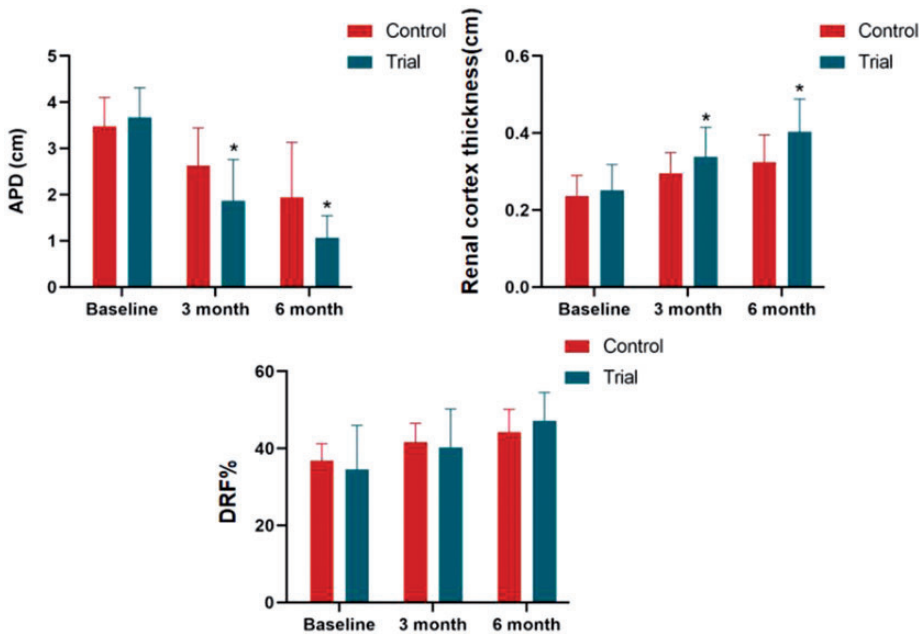 Control
Trial
APD (cm)
5
4
3
2
1
0
*
*
Baseline 3 month 6 month
Control
Trial
Renal cortex thickness(cm)
0.6
0.4
0.2
0.0
*
*
Baseline 3 month 6 month
Control
Trial
DRF%
60
40
20
0
Baseline 3 month 6 month